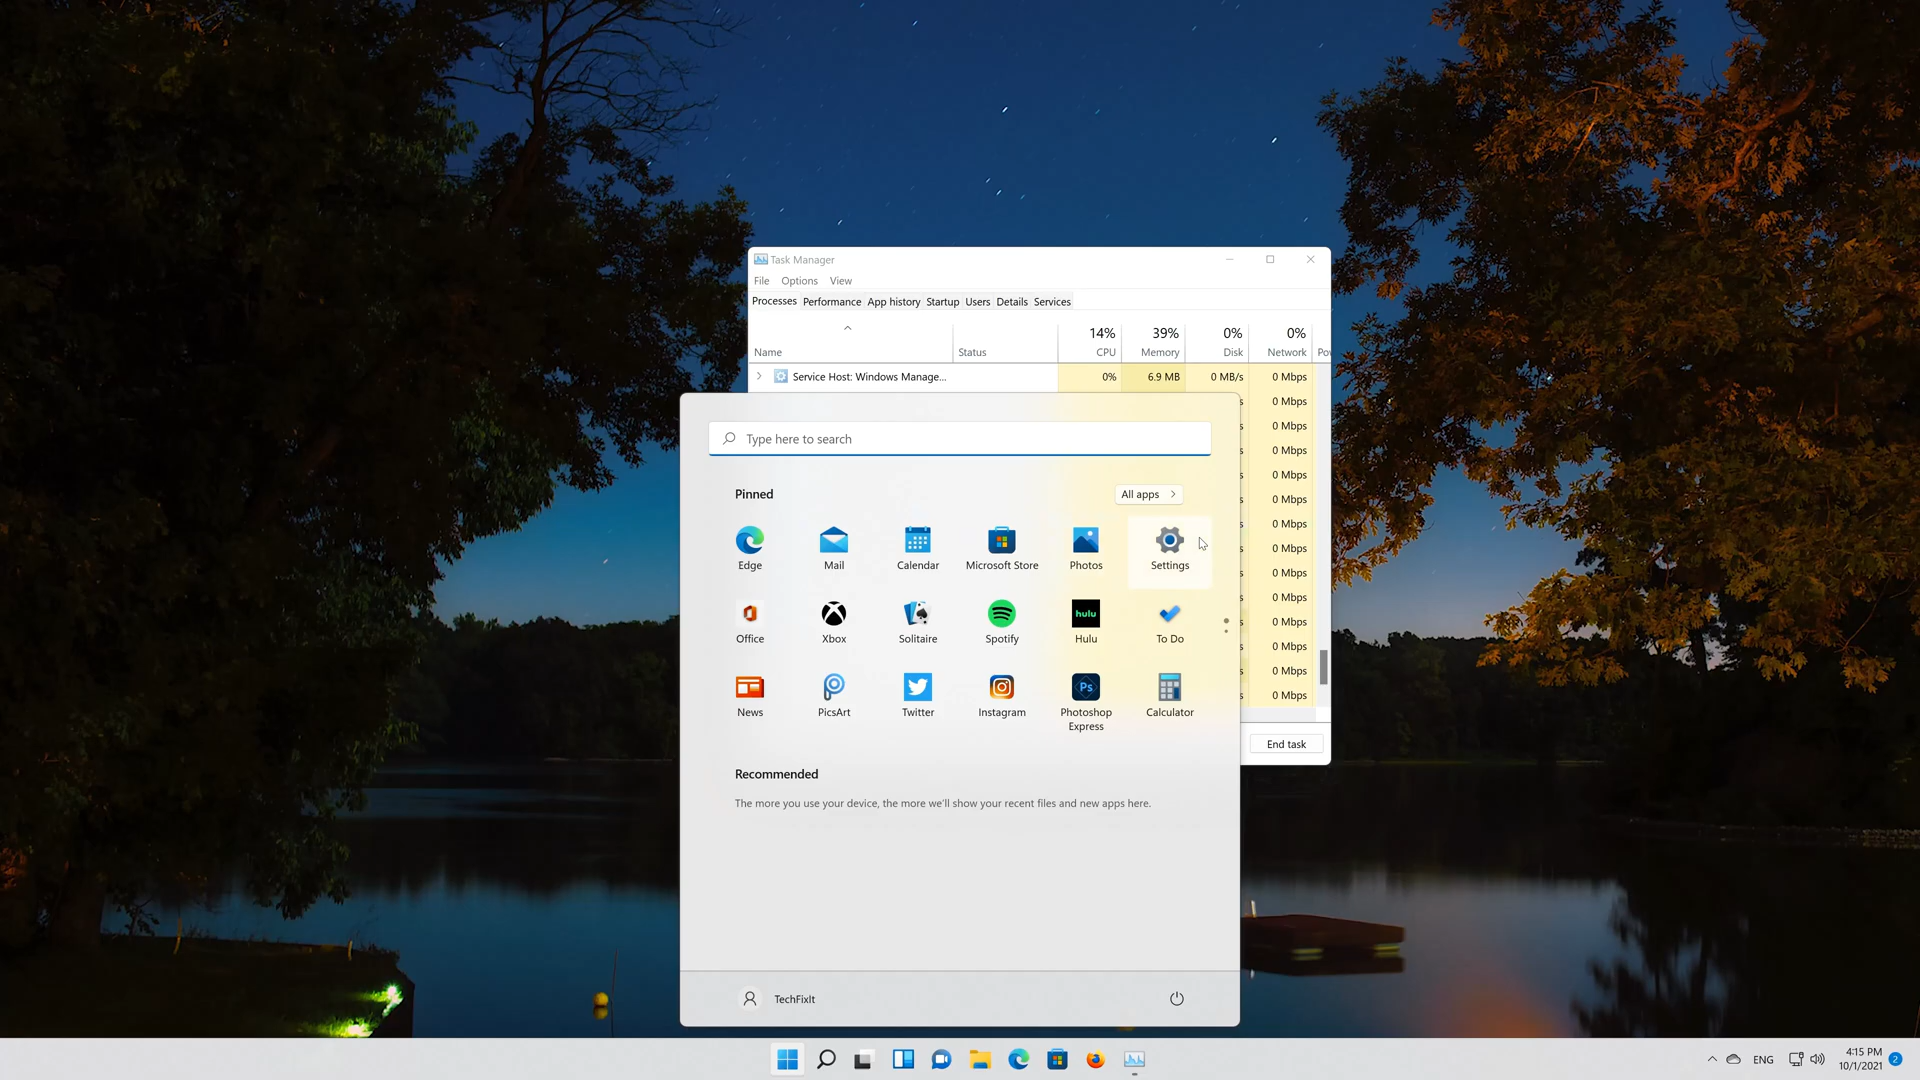 Task Manager
File Options View
Processes Performance App history Startup Users Details Services
14% 39% 0% 0%
Name Status CPU Memory Disk Network Pov
Service Host: Windows Manage... 0% 6.9 MB 0 MB/s 0 Mbps
s 0 Mbps
s 0 Mbps
s 0 Mbps
s 0 Mbps
s 0 Mbps
s 0 Mbps
s 0 Mbps
s 0 Mbps
s 0 Mbps
s 0 Mbps
s 0 Mbps
s 0 Mbps
s 0 Mbps
End task
Type here to search
Pinned All apps
Edge Mail Calendar Microsoft Store Photos Settings
hulu
Office Xbox Solitaire Spotify Hulu To Do
Ps
News PicsArt Twitter Instagram Photoshop Express Calculator
Recommended
The more you use your device, the more we'll show your recent files and new apps here.
TechFixIt
ENG
4:15 PM
10/1/2021
2